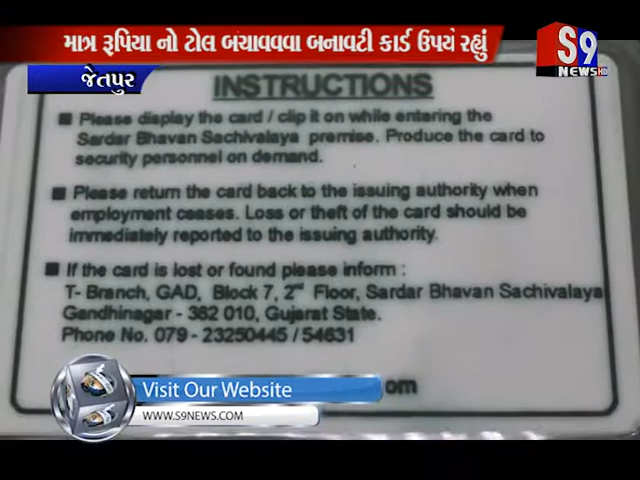 માત્ર રૂપિયા નો ટોલ બચાવવવા બનાવટી કાર્ડ ઉપયં રહ્યું
S9
NEWS HD
જેતપુર
INSTRUCTIONS
Please display the card / clip it on while entering the
Sardar Bhavan Sachivalaya premise. Produce the card to
security personnel on demand.
Please return the card back to the issuing authority when
employment ceases. Loss or theft of the card should be
immediately reported to the issuing authority.
If the card is lost or found please inform :
T- Branch, GAD, Block 7, 2nd Floor, Sardar Bhavan Sachivalaya
Gandhinagar - 382 010, Gujarat State.
Phone No. 079 - 23250445 / 54631
om
Visit Our Website
WWW.S9NEWS.COM